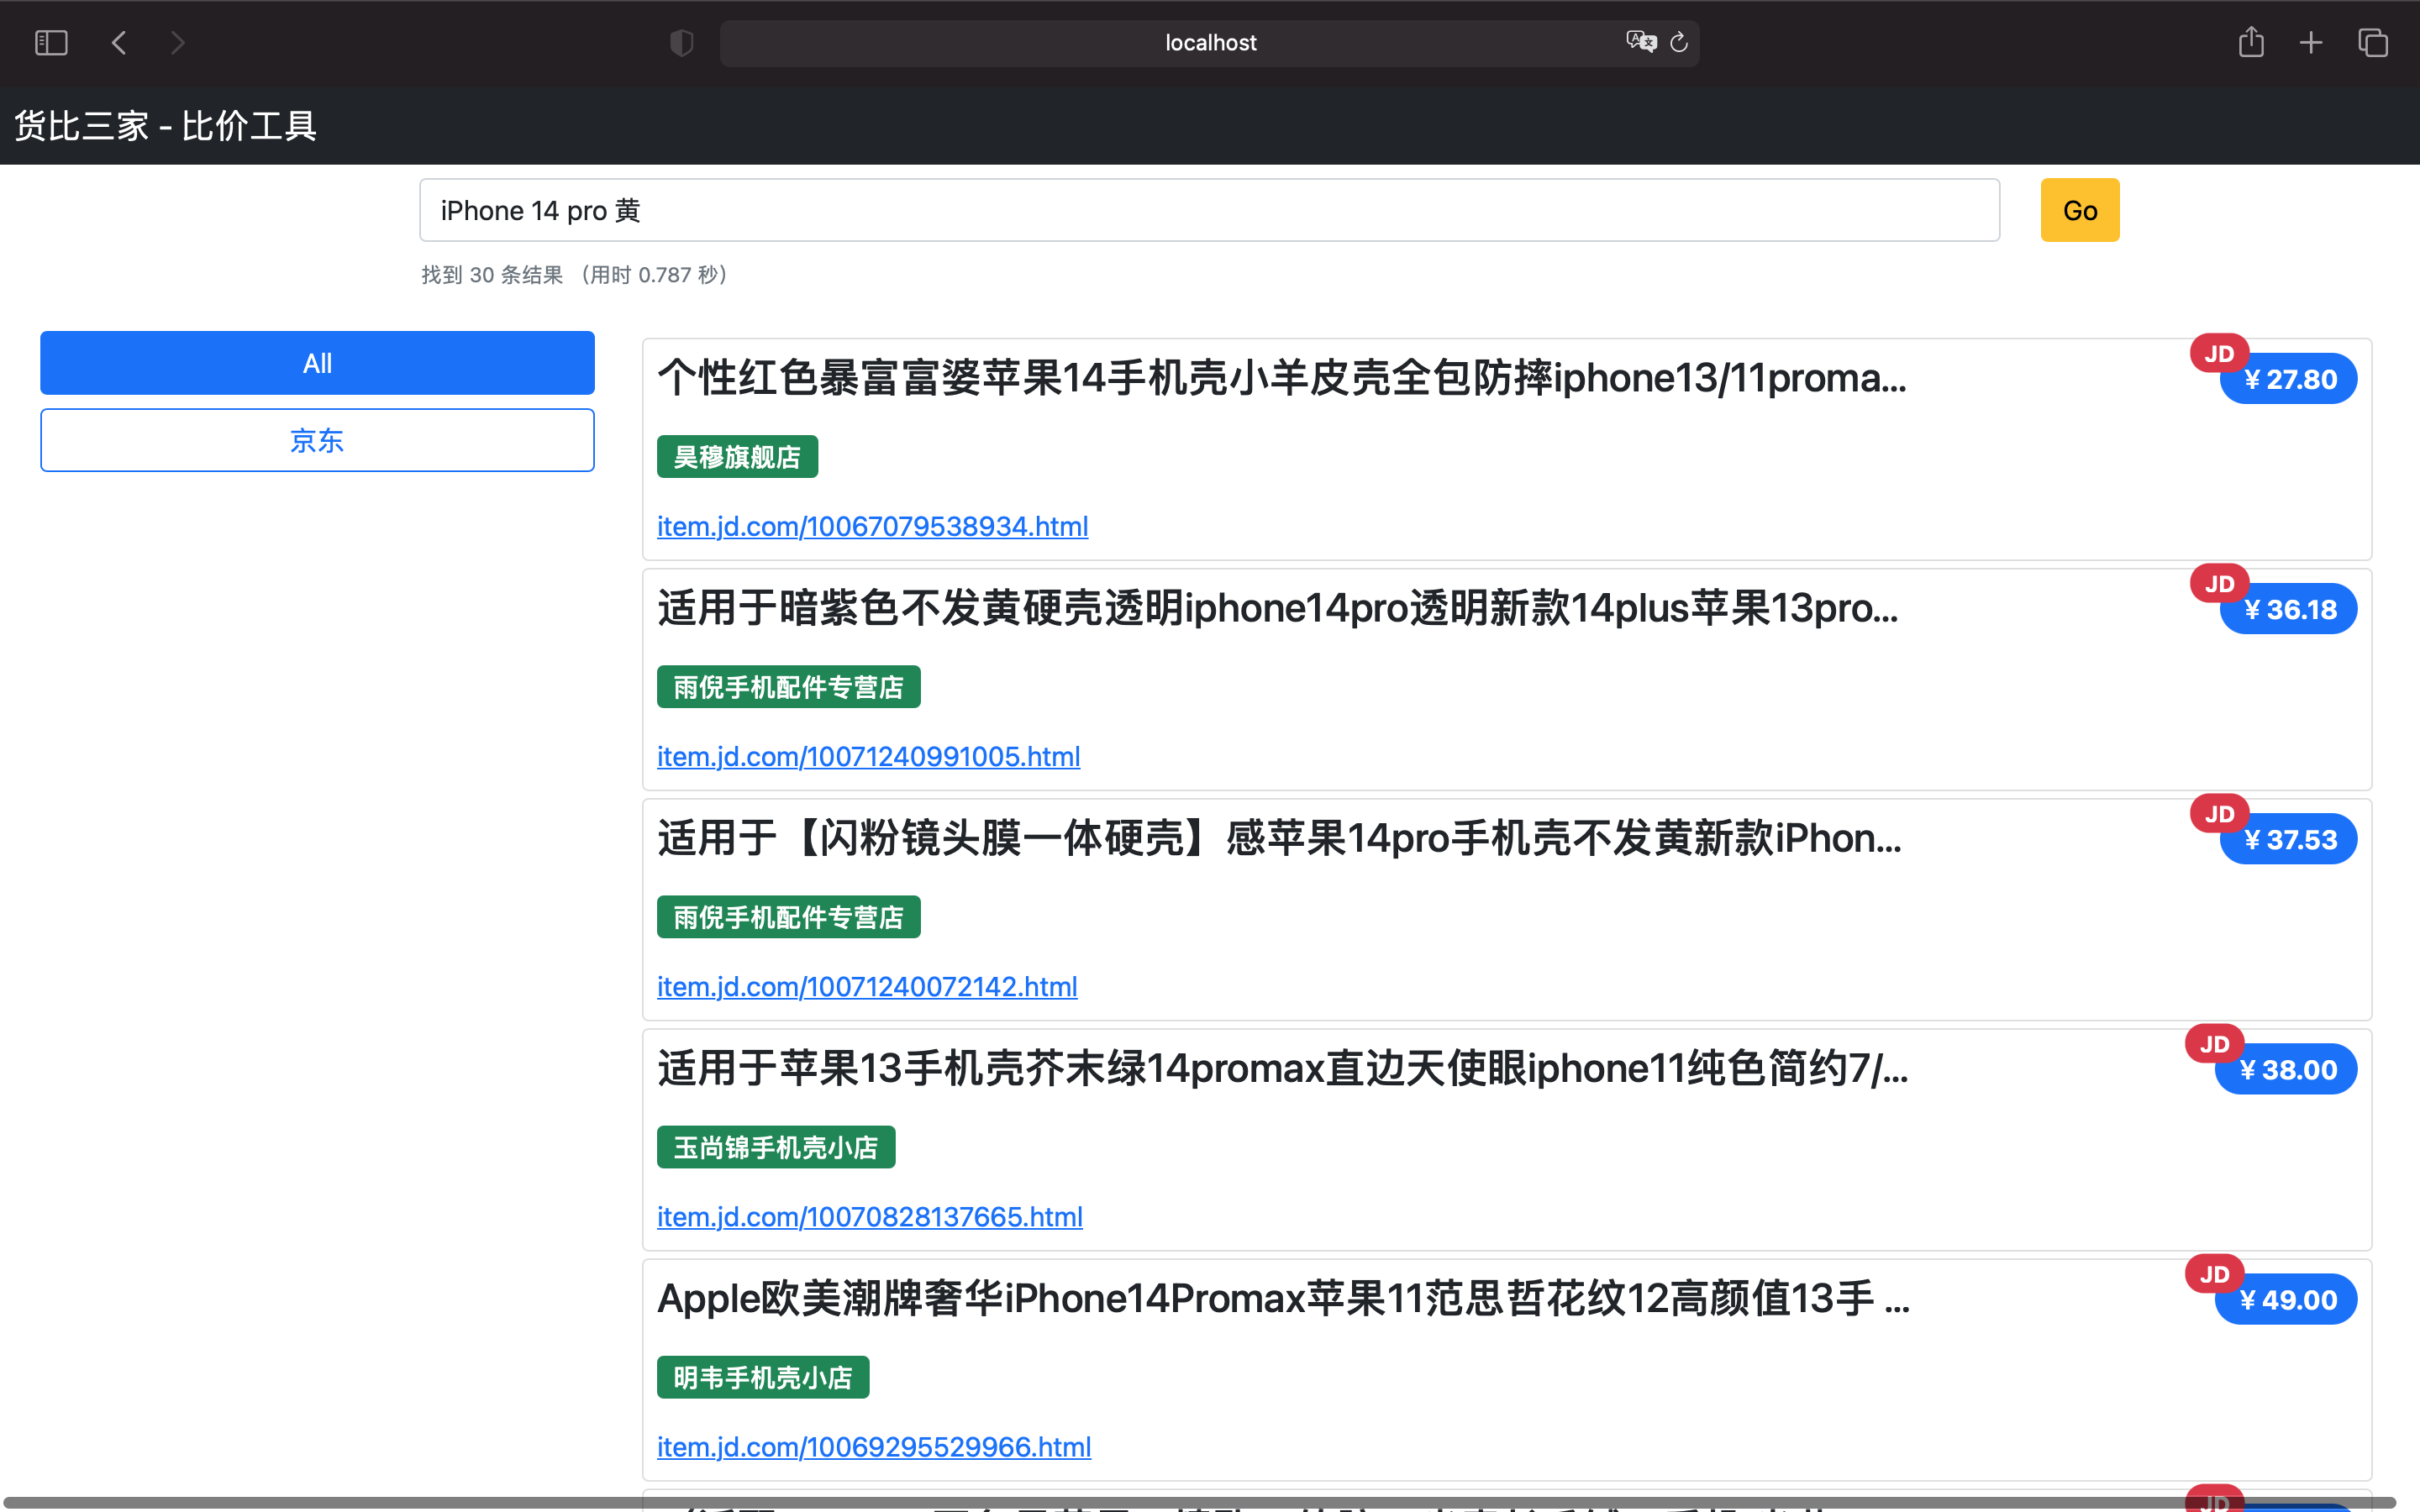 localhost
货比三家 - 比价工具
iPhone 14 pro 黄
Go
找到 30 条结果 （用时 0.787 秒）
All
京东
个性红色暴富富婆苹果14手机壳小羊皮壳全包防摔iphone13/11proma...
JD
¥ 27.80
昊穆旗舰店
item.jd.com/10067079538934.html
适用于暗紫色不发黄硬壳透明iphone14pro透明新款14plus苹果13pro...
JD
¥ 36.18
雨倪手机配件专营店
item.jd.com/10071240991005.html
适用于【闪粉镜头膜一体硬壳】感苹果14pro手机壳不发黄新款iPhon...
JD
¥ 37.53
雨倪手机配件专营店
item.jd.com/10071240072142.html
适用于苹果13手机壳芥末绿14promax直边天使眼iphone11纯色简约7/...
JD
¥ 38.00
玉尚锦手机壳小店
item.jd.com/10070828137665.html
Apple欧美潮牌奢华iPhone14Promax苹果11范思哲花纹12高颜值13手 ...
JD
¥ 49.00
明韦手机壳小店
item.jd.com/10069295529966.html
JD